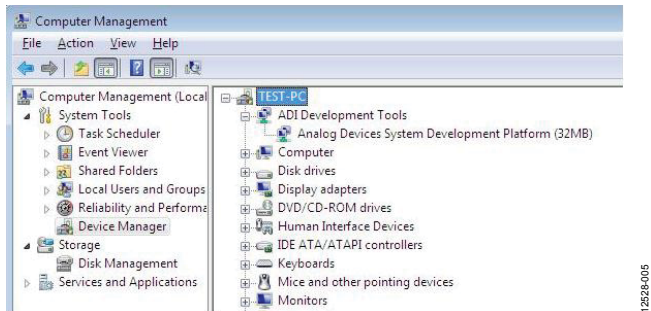 Computer Management
File Action View Help
Computer Management (Local
System Tools
Task Scheduler
Event Viewer
Shared Folders
Local Users and Groups
Reliability and Performa
Device Manager
Storage
Disk Management
Services and Applications
TEST-PC
ADI Development Tools
Analog Devices System Development Platform (32MB)
Computer
Disk drives
Display adapters
DVD/CD-ROM drives
Human Interface Devices
IDE ATA/ATAPI controllers
Keyboards
Mice and other pointing devices
Monitors
12528-005